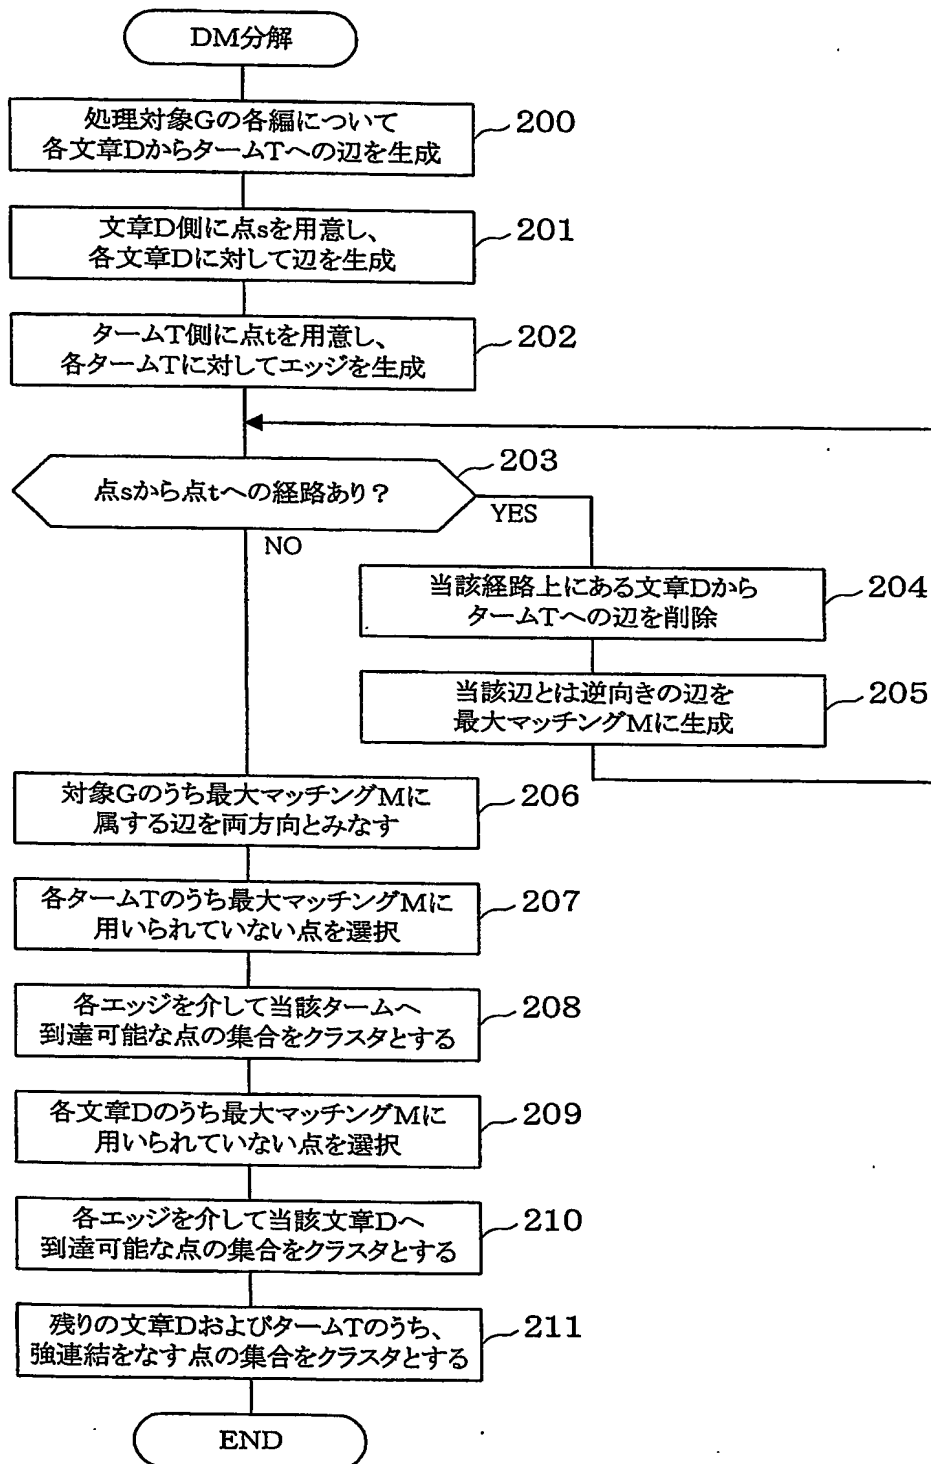 DM分解
処理対象Gの各編について
各文章DからタームTへの辺を生成
200
文章D側に点sを用意し、
各文章Dに対して辺を生成
201
タームT側に点tを用意し、
各タームTに対してエッジを生成
202
点sから点tへの経路あり？
203
YES
NO
当該経路上にある文章Dから
タームTへの辺を削除
204
当該辺とは逆向きの辺を
最大マッチングMに生成
205
対象Gのうち最大マッチングMに
属する辺を両方向とみなす
206
各タームTのうち最大マッチングMに
用いられていない点を選択
207
各エッジを介して当該タームへ
到達可能な点の集合をクラスタとする
208
各文章Dのうち最大マッチングMに
用いられていない点を選択
209
各エッジを介して当該文章Dへ
到達可能な点の集合をクラスタとする
210
残りの文章DおよびタームTのうち、
強連結をなす点の集合をクラスタとする
211
END